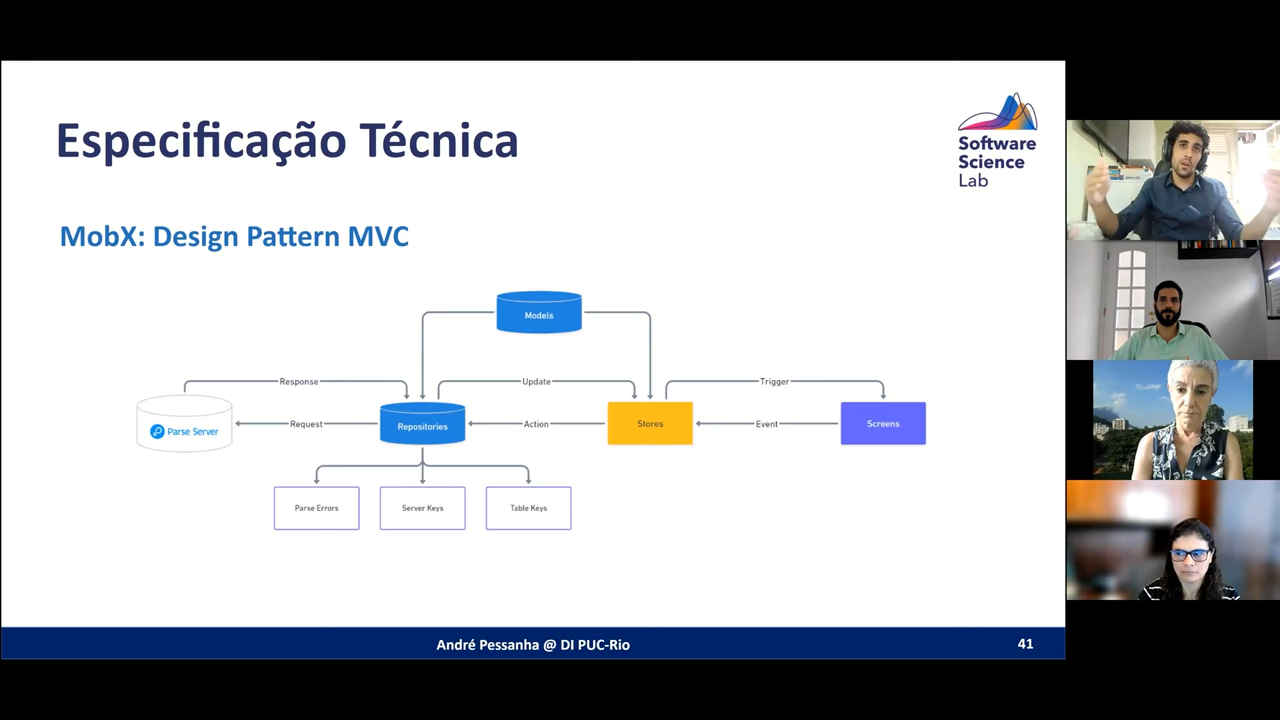 Especificação Técnica
Software
Science
Lab
MobX: Design Pattern MVC
Models
Response
Update
Trigger
Parse Server
Request
Repositories
Action
Stores
Event
Screens
Parse Errors
Server Keys
Table Keys
André Pessanha @ DI PUC-Rio
41